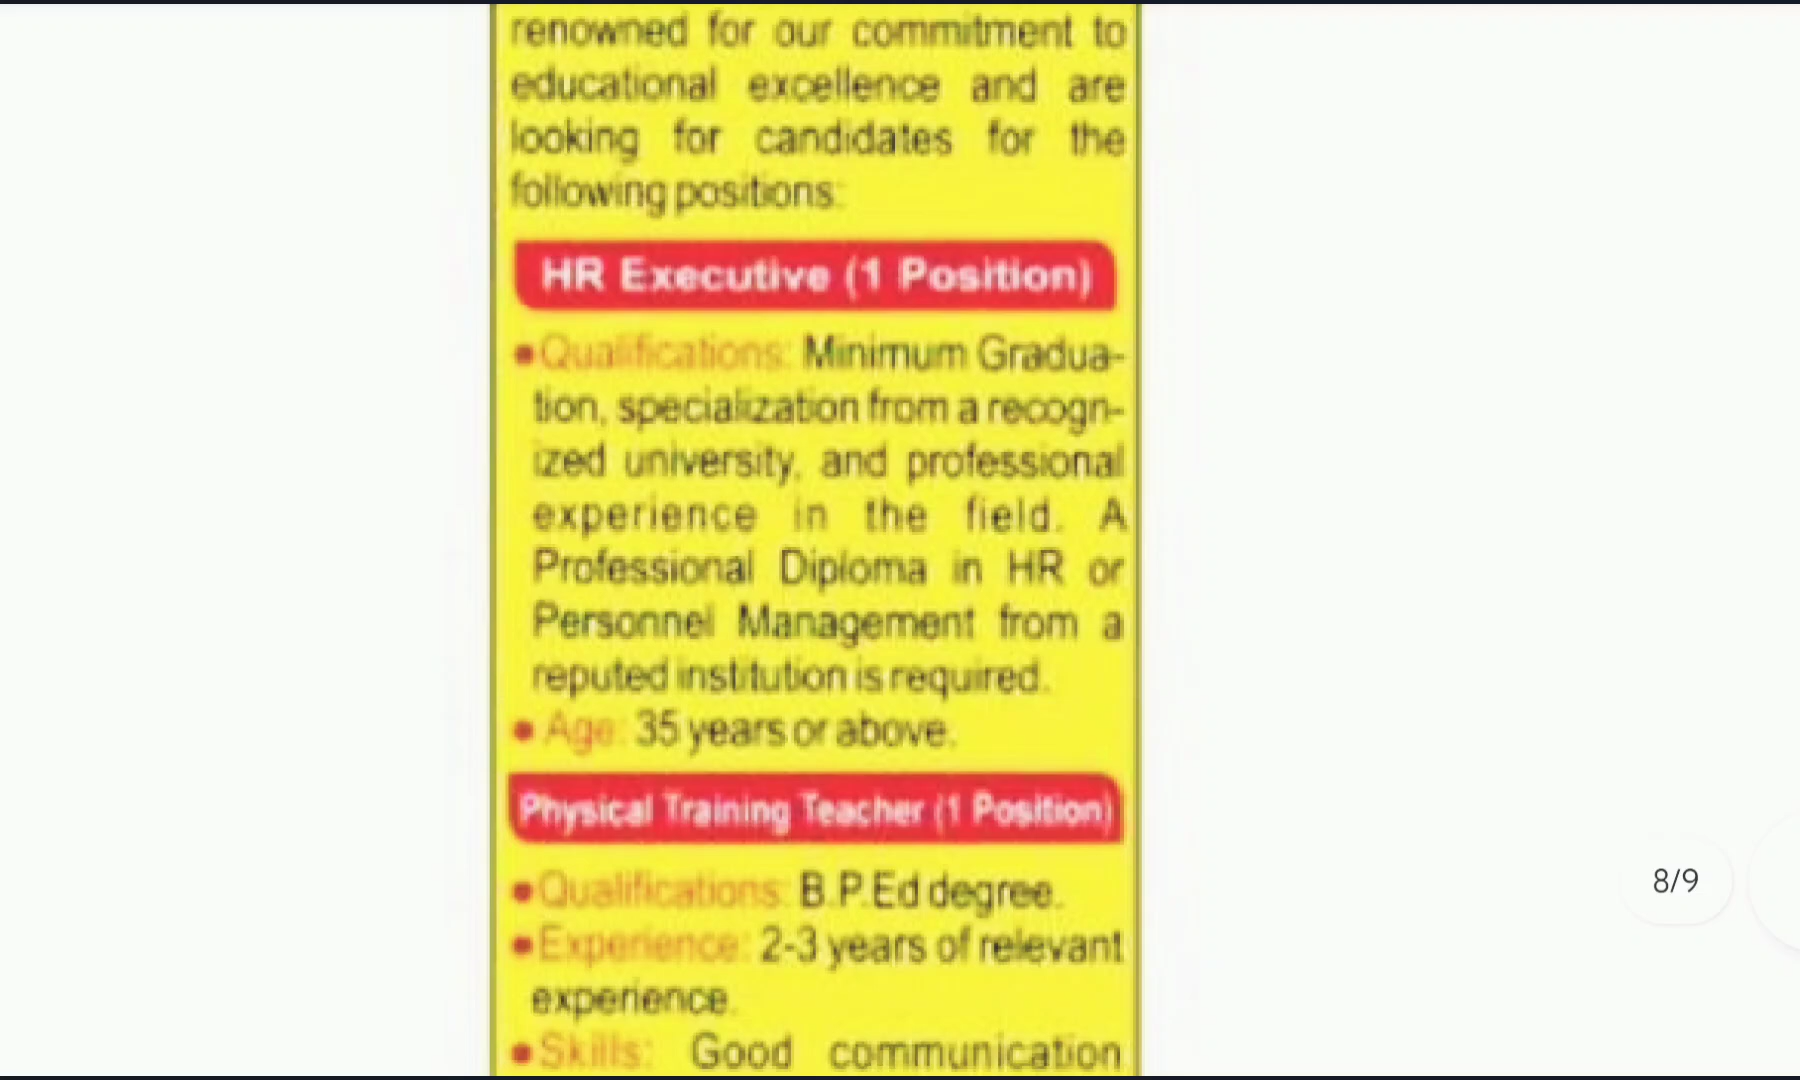 renowned for our commitment to
educational excellence and are
looking for candidates for the
following positions:
HR Executive (1 Position)
•Qualifications: Minimum Gradua-
tion, specialization from a recogn-
ized university, and professional
experience in the field. A
Professional Diploma in HR or
Personnel Management from a
reputed institution is required.
• Age: 35 years or above.
Physical Training Teacher (1 Position)
•Qualifications: B.P.Ed degree.
•Experience: 2-3 years of relevant
experience.
•Skills: Good communication
8/9